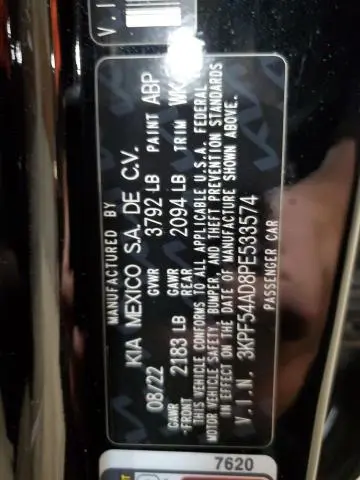 V.I
MANUFACTURED BY
KIA MEXICO S.A. DE C.V.
08/22 GVWR 3792 LB PAINT ABP
GAWR -FRONT 2183 LB GAWR REAR 2094 LB TRIM WK
THIS VEHICLE CONFORMS TO ALL APPLICABLE U.S.A. FEDERAL
MOTOR VEHICLE SAFETY, BUMPER, AND THEFT PREVENTION STANDARDS
IN EFFECT ON THE DATE OF MANUFACTURE SHOWN ABOVE.
V.I.N. 3KPF54AD8PE533574
PASSENGER CAR
7620